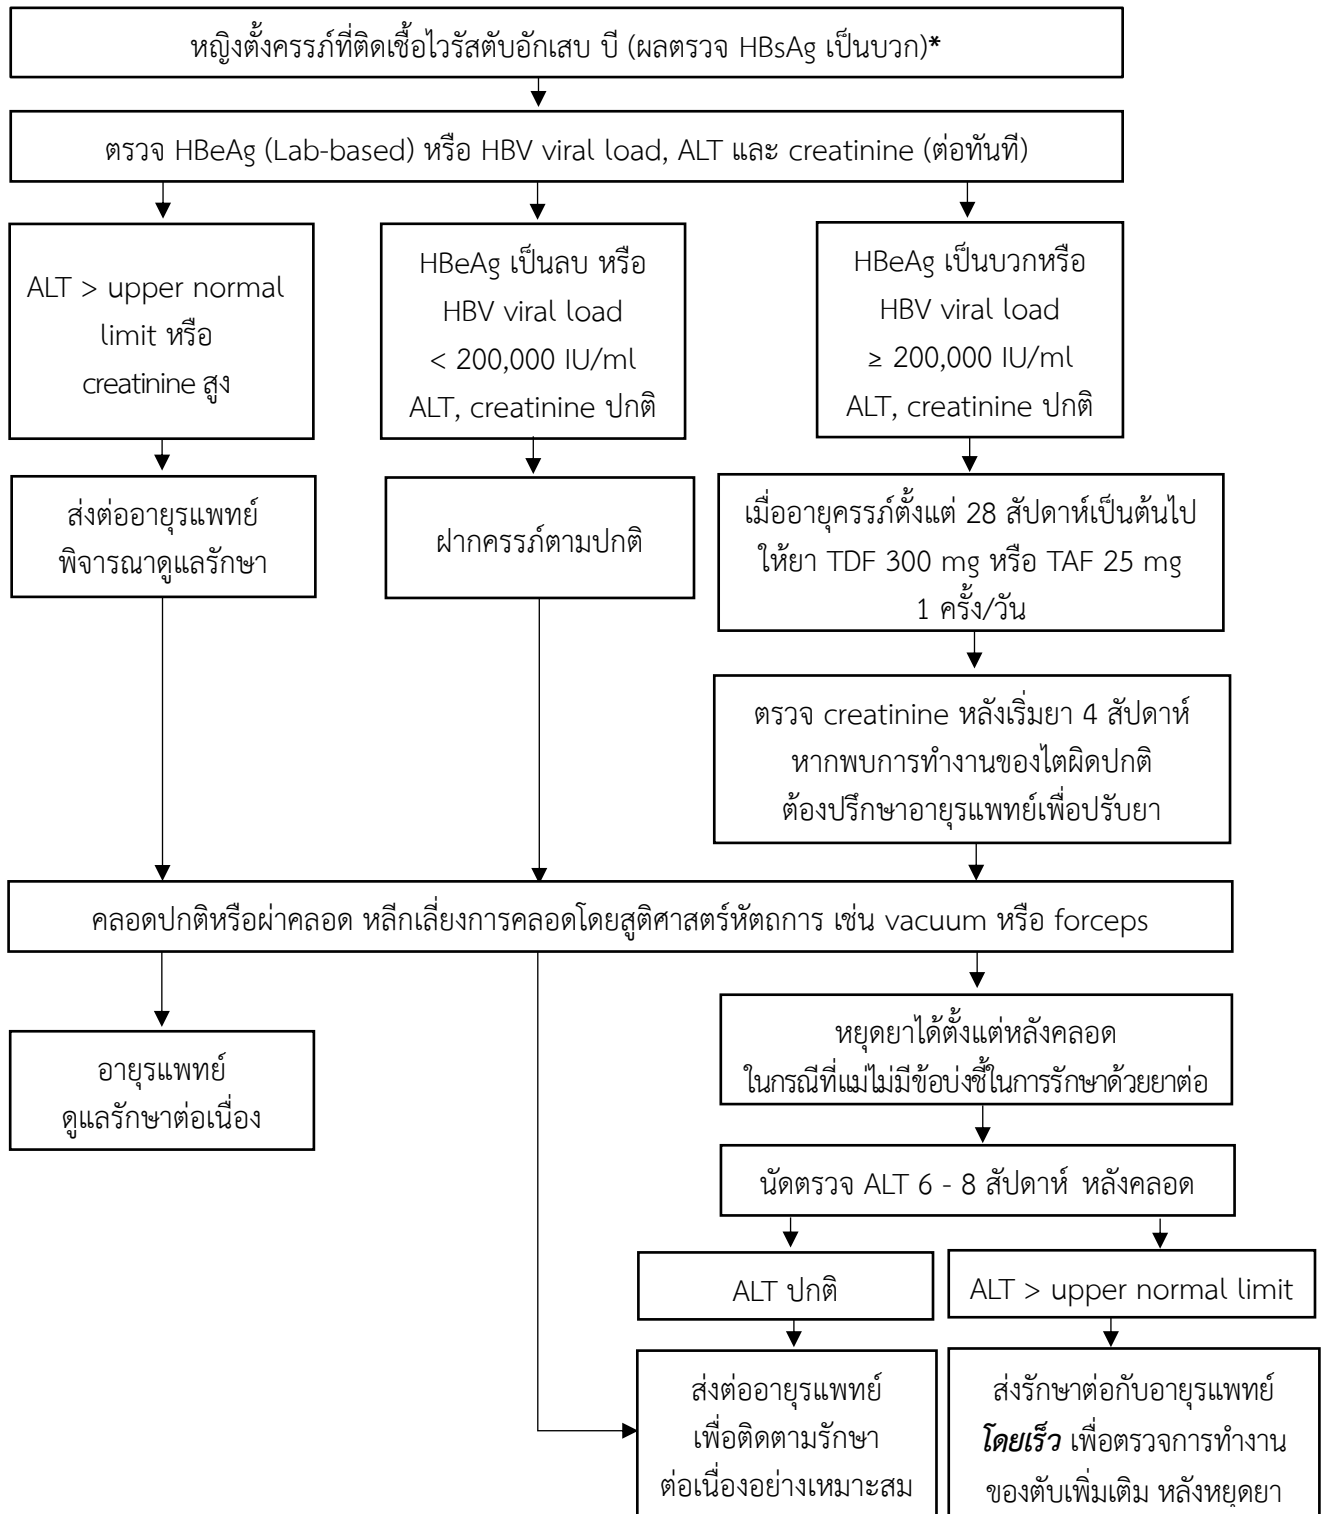 หญิงตั้งครรภ์ที่ติดเชื้อไวรัสตับอักเสบ บี (ผลตรวจ HBsAg เป็นบวก)*
ตรวจ HBeAg (Lab-based) หรือ HBV viral load, ALT และ creatinine (ต่อทันที)
ALT > upper normal
limit หรือ
creatinine สูง
HBeAg เป็นลบ หรือ
HBV viral load
< 200,000 IU/ml
ALT, creatinine ปกติ
HBeAg เป็นบวกหรือ
HBV viral load
≥ 200,000 IU/ml
ALT, creatinine ปกติ
ส่งต่ออายุรแพทย์
พิจารณาดูแลรักษา
ฝากครรภ์ตามปกติ
เมื่ออายุครรภ์ตั้งแต่ 28 สัปดาห์เป็นต้นไป
ให้ยา TDF 300 mg หรือ TAF 25 mg
1 ครั้ง/วัน
ตรวจ creatinine หลังเริ่มยา 4 สัปดาห์
หากพบการทำงานของไตผิดปกติ
ต้องปรึกษาอายุรแพทย์เพื่อปรับยา
คลอดปกติหรือผ่าคลอด หลีกเลี่ยงการคลอดโดยสูติศาสตร์หัตถการ เช่น vacuum หรือ forceps
อายุรแพทย์
ดูแลรักษาต่อเนื่อง
หยุดยาได้ตั้งแต่หลังคลอด
ในกรณีที่แม่ไม่มีข้อบ่งชี้ในการรักษาด้วยยาต่อ
นัดตรวจ ALT 6 - 8 สัปดาห์ หลังคลอด
ALT ปกติ
ALT > upper normal limit
ส่งต่ออายุรแพทย์
เพื่อติดตามรักษา
ต่อเนื่องอย่างเหมาะสม
ส่งรักษาต่อกับอายุรแพทย์
โดยเร็ว เพื่อตรวจการทำงาน
ของตับเพิ่มเติม หลังหยุดยา